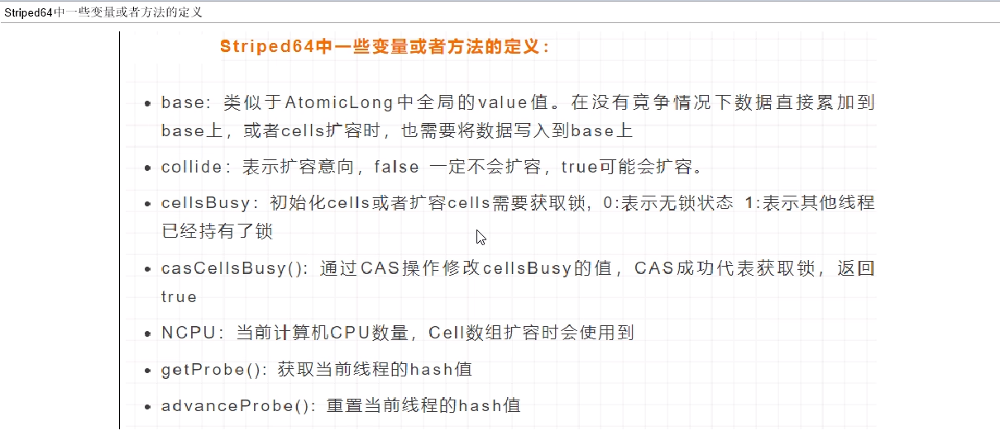 Striped64中一些变量或者方法的定义
Striped64中一些变量或者方法的定义：
base：类似于AtomicLong中全局的value值。在没有竞争情况下数据直接累加到
base上，或者cells扩容时，也需要将数据写入到base上
collide：表示扩容意向，false 一定不会扩容，true可能会扩容。
cellsBusy：初始化cells或者扩容cells需要获取锁，0:表示无锁状态 1:表示其他线程
已经持有了锁
casCellsBusy()：通过CAS操作修改cellsBusy的值，CAS成功代表获取锁，返回
true
NCPU：当前计算机CPU数量，Cell数组扩容时会使用到
getProbe()：获取当前线程的hash值
advanceProbe()：重置当前线程的hash值